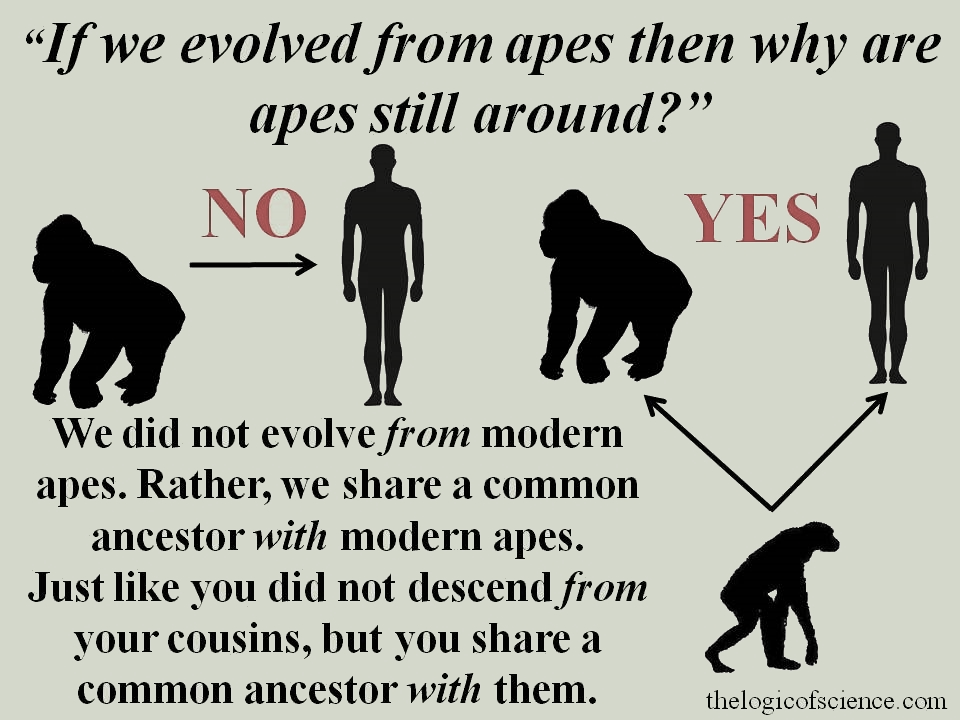 “If we evolved from apes then why are
apes still around?”
NO
YES
We did not evolve from modern
apes. Rather, we share a common
ancestor with modern apes.
Just like you did not descend from
your cousins, but you share a
common ancestor with them.
thelogicofscience.com